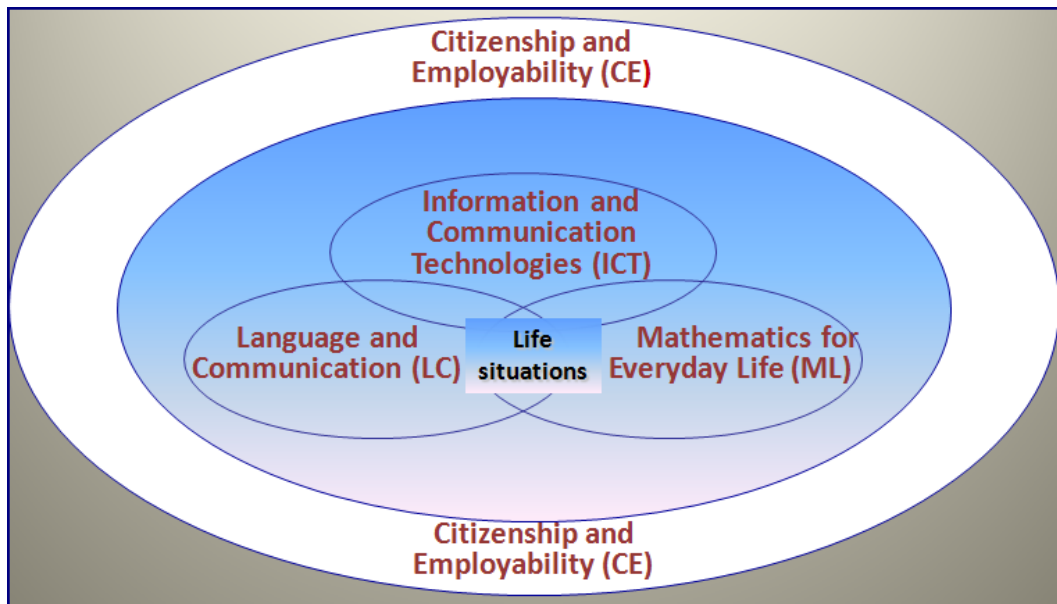 Citizenship and
Employability (CE)
Information and
Communication
Technologies (ICT)
Language and
Communication (LC)
Life
situations
Mathematics for
Everyday Life (ML)
Citizenship and
Employability (CE)